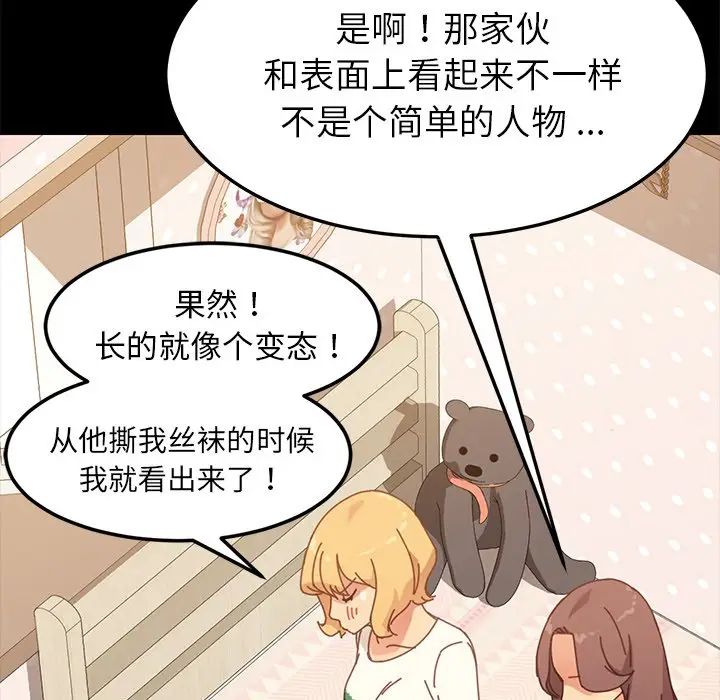 是啊！那家伙
和表面上看起来不一样
不是个简单的人物...
果然！
长的就像个变态！
从他撕我丝袜的时候
我就看出来了！